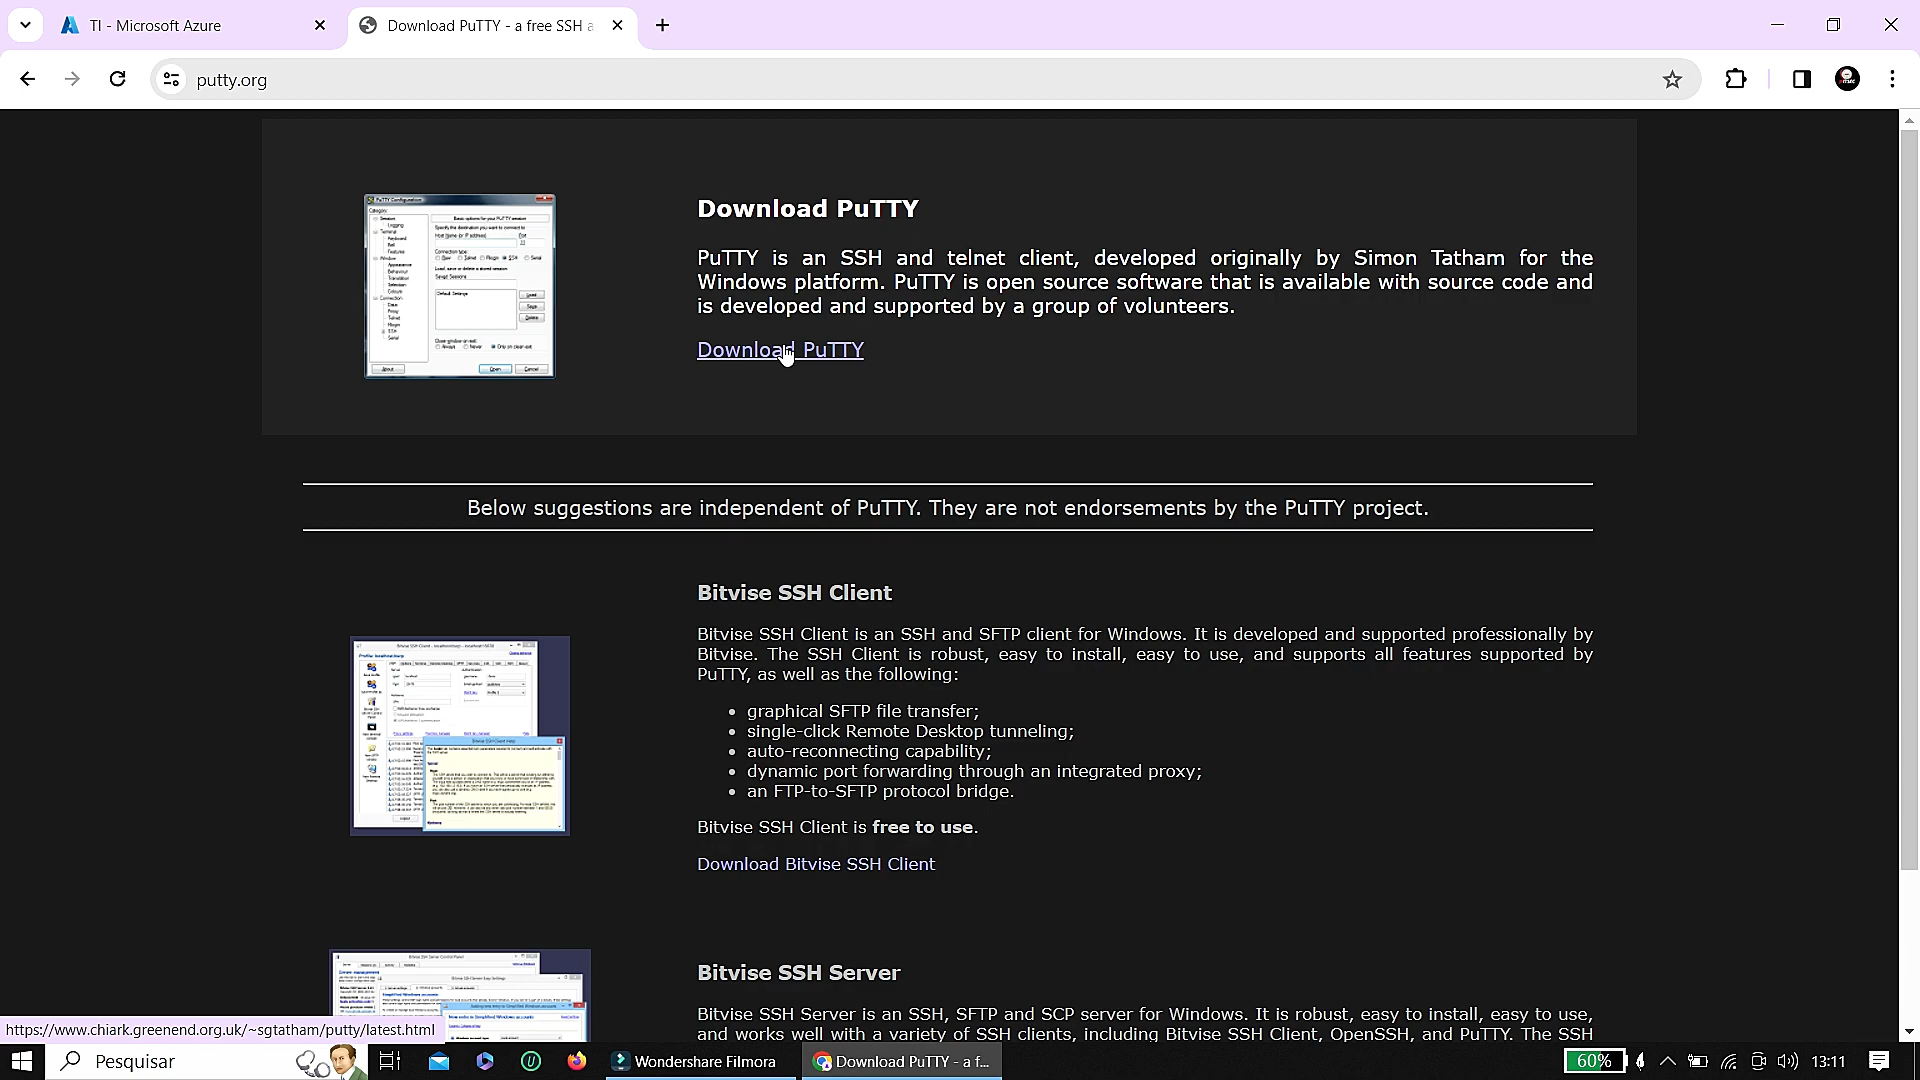 TI - Microsoft Azure
Download PuTTY - a free SSH a
putty.org
Download PuTTY
PuTTY is an SSH and telnet client, developed originally by Simon Tatham for the
Windows platform. PuTTY is open source software that is available with source code and
is developed and supported by a group of volunteers.
Download PuTTY
Below suggestions are independent of PuTTY. They are not endorsements by the PuTTY project.
Bitvise SSH Client
Bitvise SSH Client is an SSH and SFTP client for Windows. It is developed and supported professionally by
Bitvise. The SSH Client is robust, easy to install, easy to use, and supports all features supported by
PuTTY, as well as the following:
• graphical SFTP file transfer;
• single-click Remote Desktop tunneling;
• auto-reconnecting capability;
• dynamic port forwarding through an integrated proxy;
• an FTP-to-SFTP protocol bridge.
Bitvise SSH Client is free to use.
Download Bitvise SSH Client
Bitvise SSH Server
Bitvise SSH Server is an SSH, SFTP and SCP server for Windows. It is robust, easy to install, easy to use,
and works well with a variety of SSH clients, including Bitvise SSH Client, OpenSSH, and PuTTY. The SSH
https://www.chiark.greenend.org.uk/~sgtatham/putty/latest.html
Pesquisar
Wondershare Filmora
Download PuTTY - a f...
60%
13:11